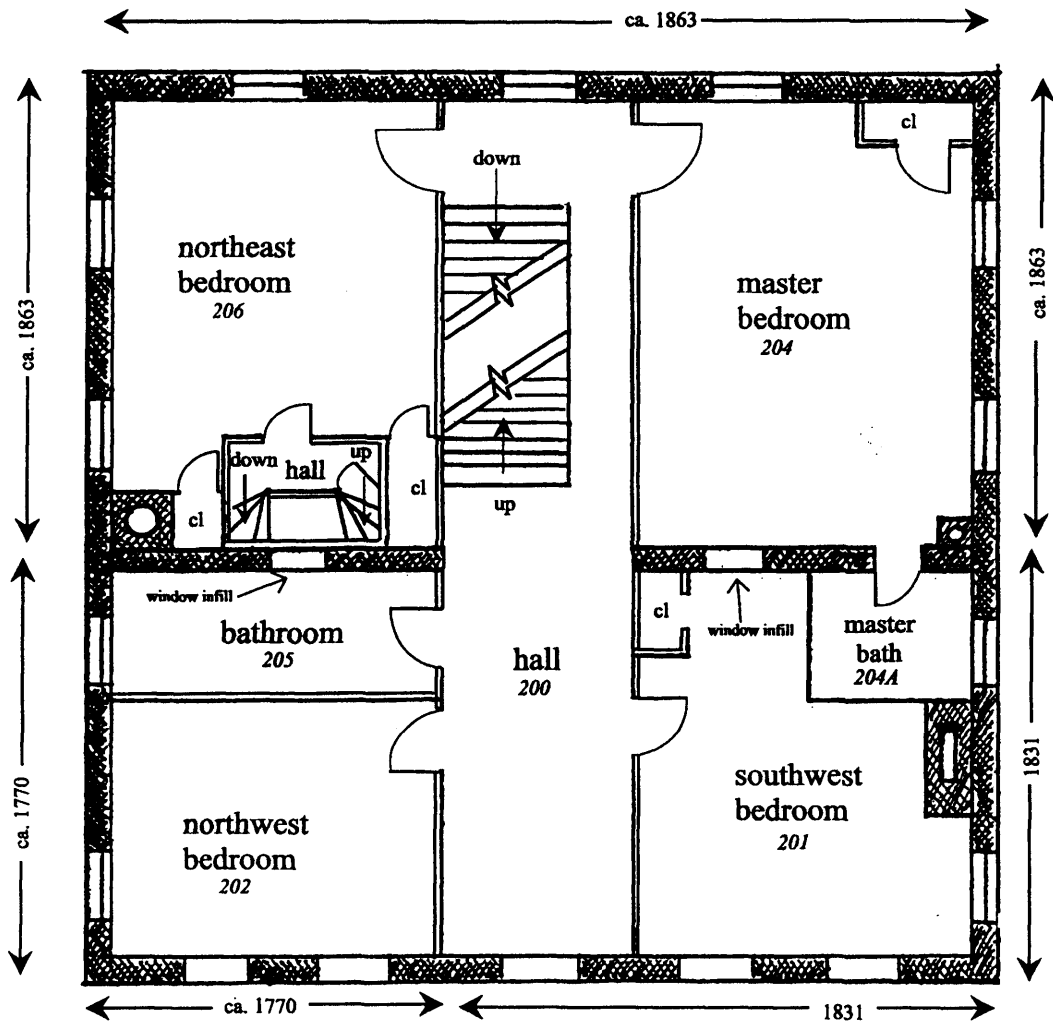 ca. 1863
cl
down
northeast
bedroom
206
master
bedroom
204
ca. 1863
ca. 1863
down
hall
up
cl
cl
up
window infill
bathroom
205
cl
window infill
master
bath
204A
hall
200
ca. 1770
1831
northwest
bedroom
202
southwest
bedroom
201
ca. 1770
1831